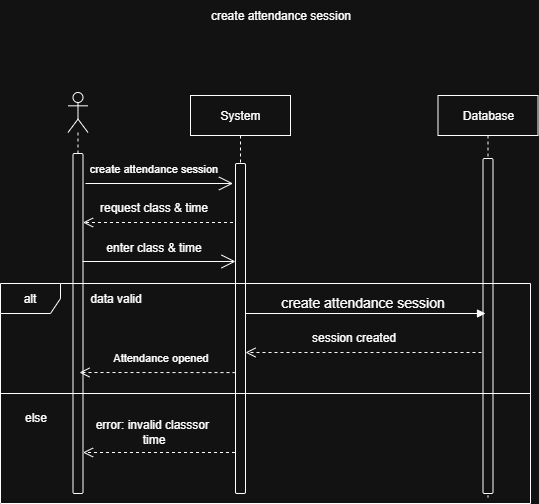 create attendance session
System
Database
create attendance session
request class & time
enter class & time
alt
data valid
create attendance session
session created
Attendance opened
else
error: invalid classsor
time